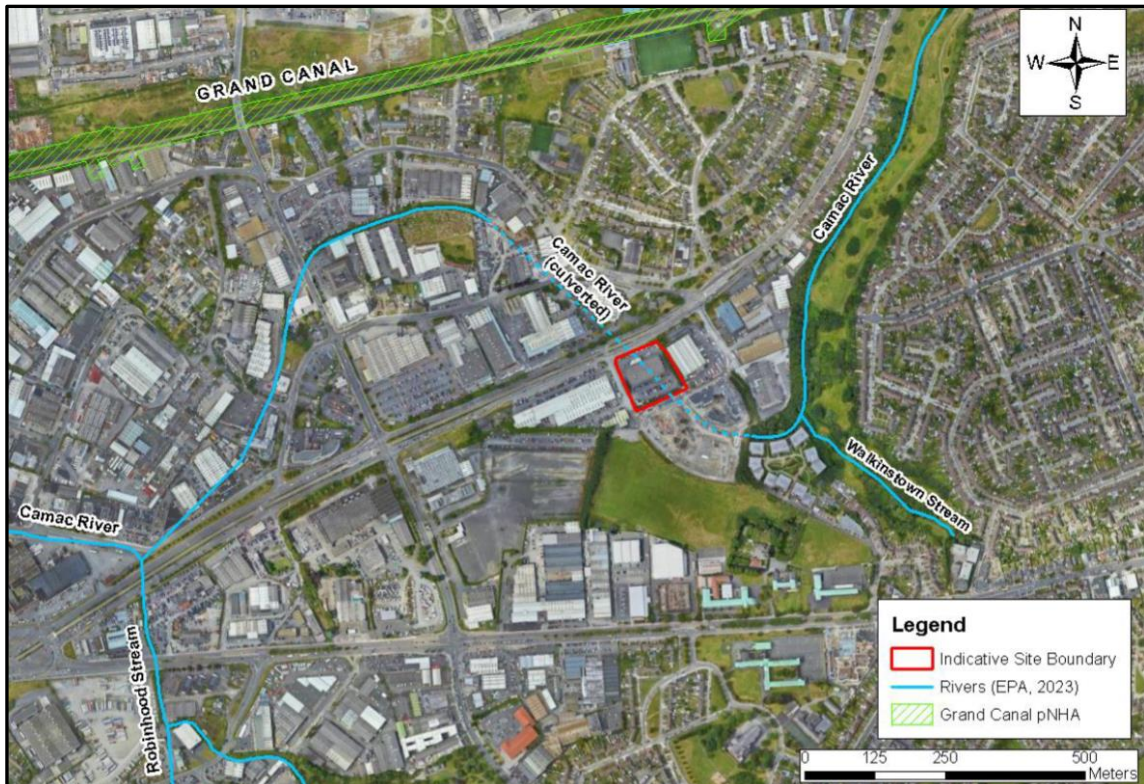 N
W E
S
GRAND CANAL
Camac River
Camac River
(culverted)
Camac River
Walkinstown Stream
Robinhood Stream
Legend
Indicative Site Boundary
Rivers (EPA, 2023)
Grand Canal pNHA
0 125 250 500
Meters